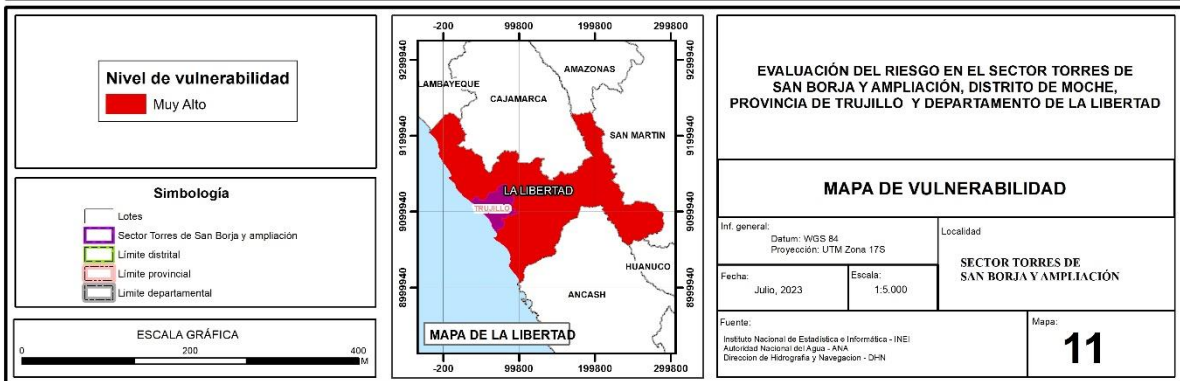 Nivel de vulnerabilidad
Muy Alto
Simbología
Lotes
Sector Torres de San Borja y ampliación
Límite distrital
Límite provincial
Limite departamental
ESCALA GRÁFICA
0 200 400
M
-200 99800 199800 299800
9299940 9299940
9199940 9199940
9099940 9099940
8999940 8999940
LAMBAYEQUE
AMAZONAS
CAJAMARCA
SAN MARTIN
LA LIBERTAD
TRUJILLO
HUANUCO
ANCASH
MAPA DE LA LIBERTAD
-200 99800 199800 299800
EVALUACIÓN DEL RIESGO EN EL SECTOR TORRES DE
SAN BORJA Y AMPLIACIÓN, DISTRITO DE MOCHE,
PROVINCIA DE TRUJILLO Y DEPARTAMENTO DE LA LIBERTAD
MAPA DE VULNERABILIDAD
Inf. general:
Datum: WGS 84
Proyección: UTM Zona 17S
Localidad
SECTOR TORRES DE
SAN BORJA Y AMPLIACIÓN
Fecha:
Julio, 2023
Escala:
1:5.000
Fuente:
Instituto Nacional de Estadística e Informática - INEI
Autoridad Nacional del Agua - ANA
Direccion de Hidrografia y Navegacion - DHN
Mapa:
11